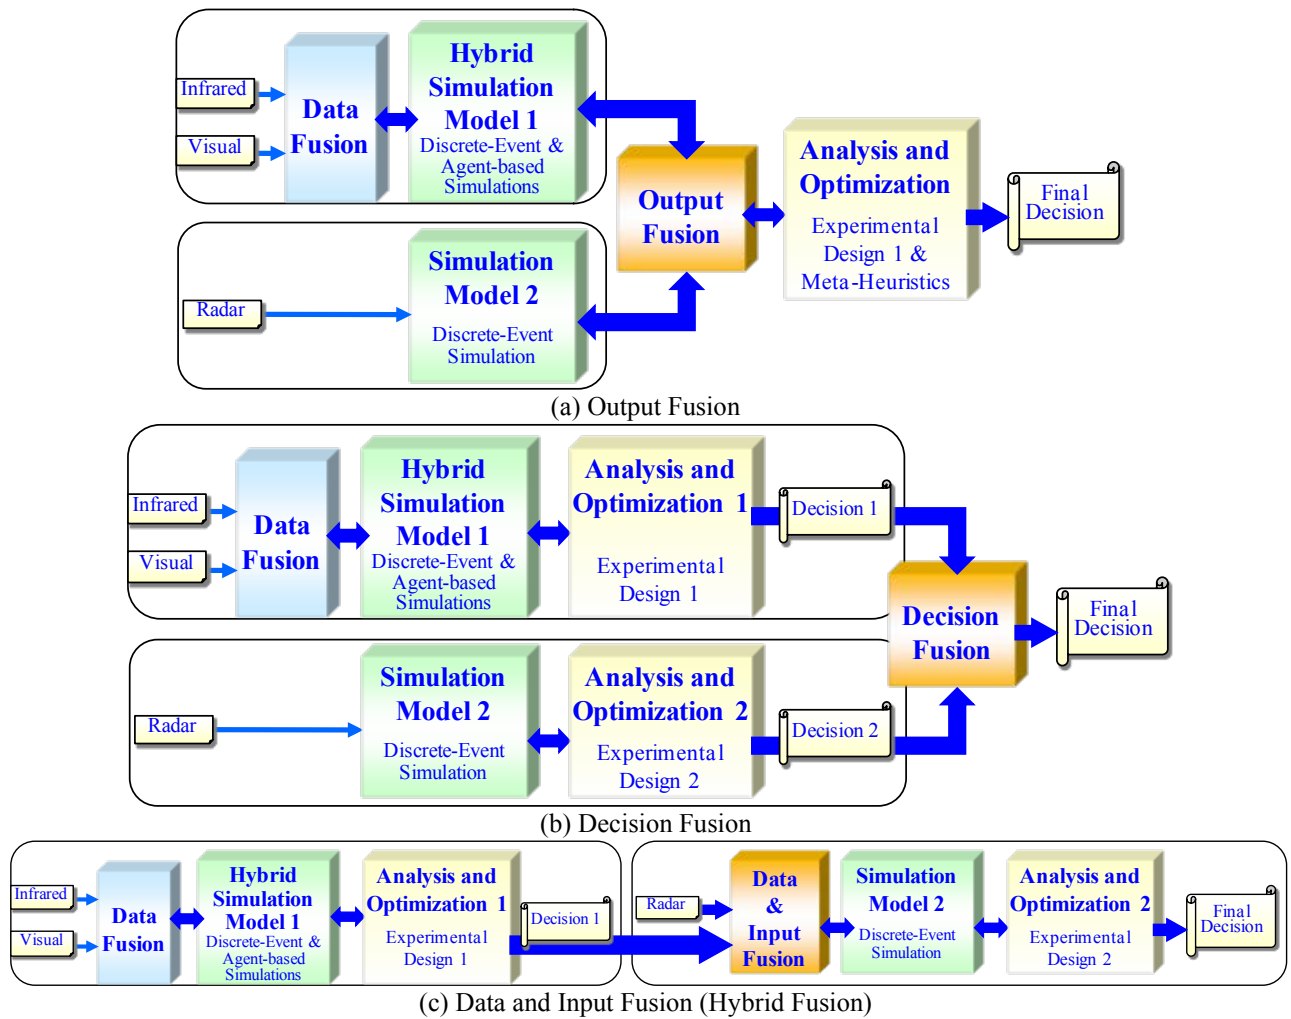 Infrared
Visual
Data
Fusion
Hybrid
Simulation
Model 1
Discrete-Event &
Agent-based
Simulations
Radar
Simulation
Model 2
Discrete-Event
Simulation
Output
Fusion
Analysis and
Optimization
Experimental
Design 1 &
Meta-Heuristics
Final
Decision
(a) Output Fusion
Infrared
Visual
Data
Fusion
Hybrid
Simulation
Model 1
Discrete-Event &
Agent-based
Simulations
Analysis and
Optimization 1
Experimental
Design 1
Decision 1
Radar
Simulation
Model 2
Discrete-Event
Simulation
Analysis and
Optimization 2
Experimental
Design 2
Decision 2
Decision
Fusion
Final
Decision
(b) Decision Fusion
Infrared
Visual
Data
Fusion
Hybrid
Simulation
Model 1
Discrete-Event &
Agent-based
Simulations
Analysis and
Optimization 1
Experimental
Design 1
Decision 1
Radar
Data
&
Input
Fusion
Simulation
Model 2
Discrete-Event
Simulation
Analysis and
Optimization 2
Experimental
Design 2
Final
Decision
(c) Data and Input Fusion (Hybrid Fusion)